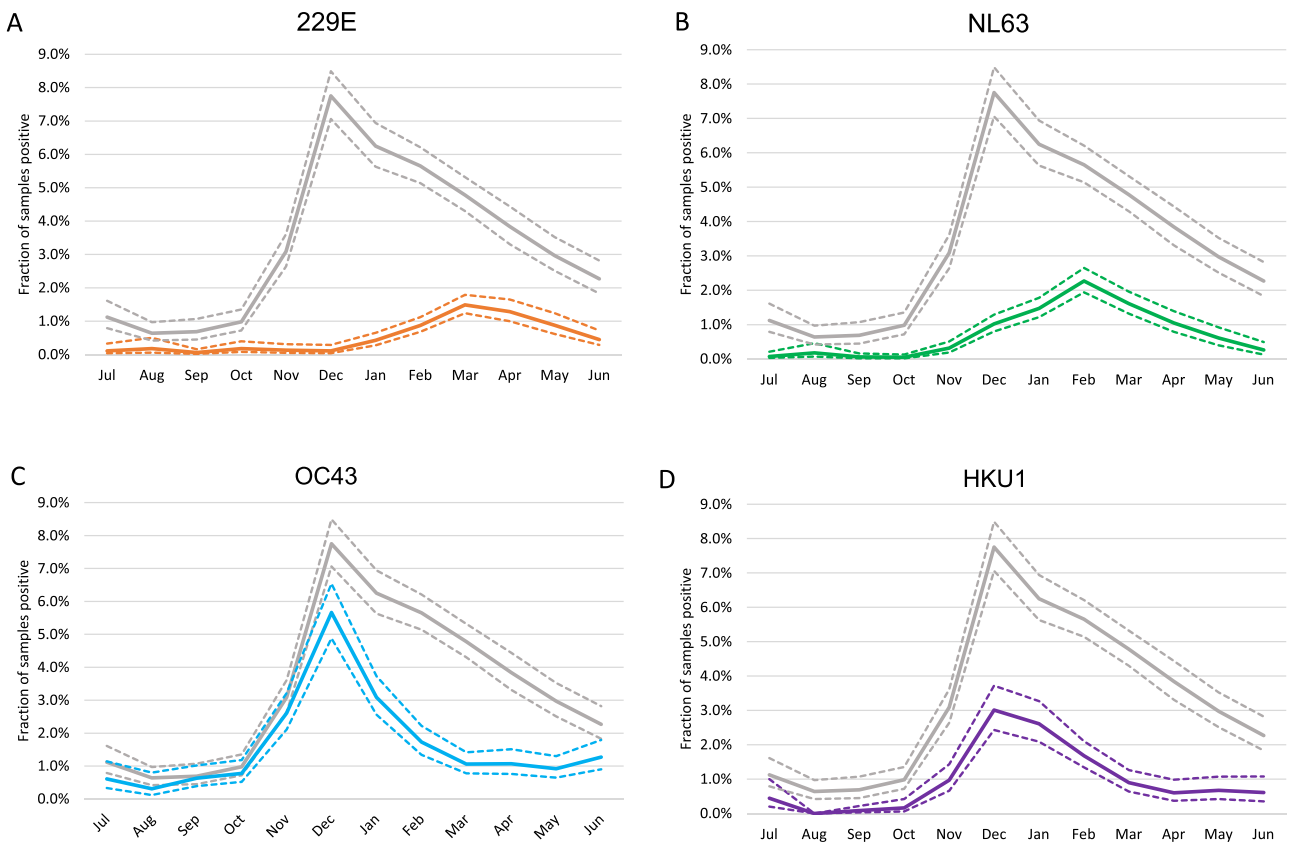 A
229E
Fraction of samples positive
9.0%
8.0%
7.0%
6.0%
5.0%
4.0%
3.0%
2.0%
1.0%
0.0%
Jul Aug Sep Oct Nov Dec Jan Feb Mar Apr May Jun
B
NL63
Fraction of samples positive
9.0%
8.0%
7.0%
6.0%
5.0%
4.0%
3.0%
2.0%
1.0%
0.0%
Jul Aug Sep Oct Nov Dec Jan Feb Mar Apr May Jun
C
OC43
Fraction of samples positive
9.0%
8.0%
7.0%
6.0%
5.0%
4.0%
3.0%
2.0%
1.0%
0.0%
Jul Aug Sep Oct Nov Dec Jan Feb Mar Apr May Jun
D
HKU1
Fraction of samples positive
9.0%
8.0%
7.0%
6.0%
5.0%
4.0%
3.0%
2.0%
1.0%
0.0%
Jul Aug Sep Oct Nov Dec Jan Feb Mar Apr May Jun